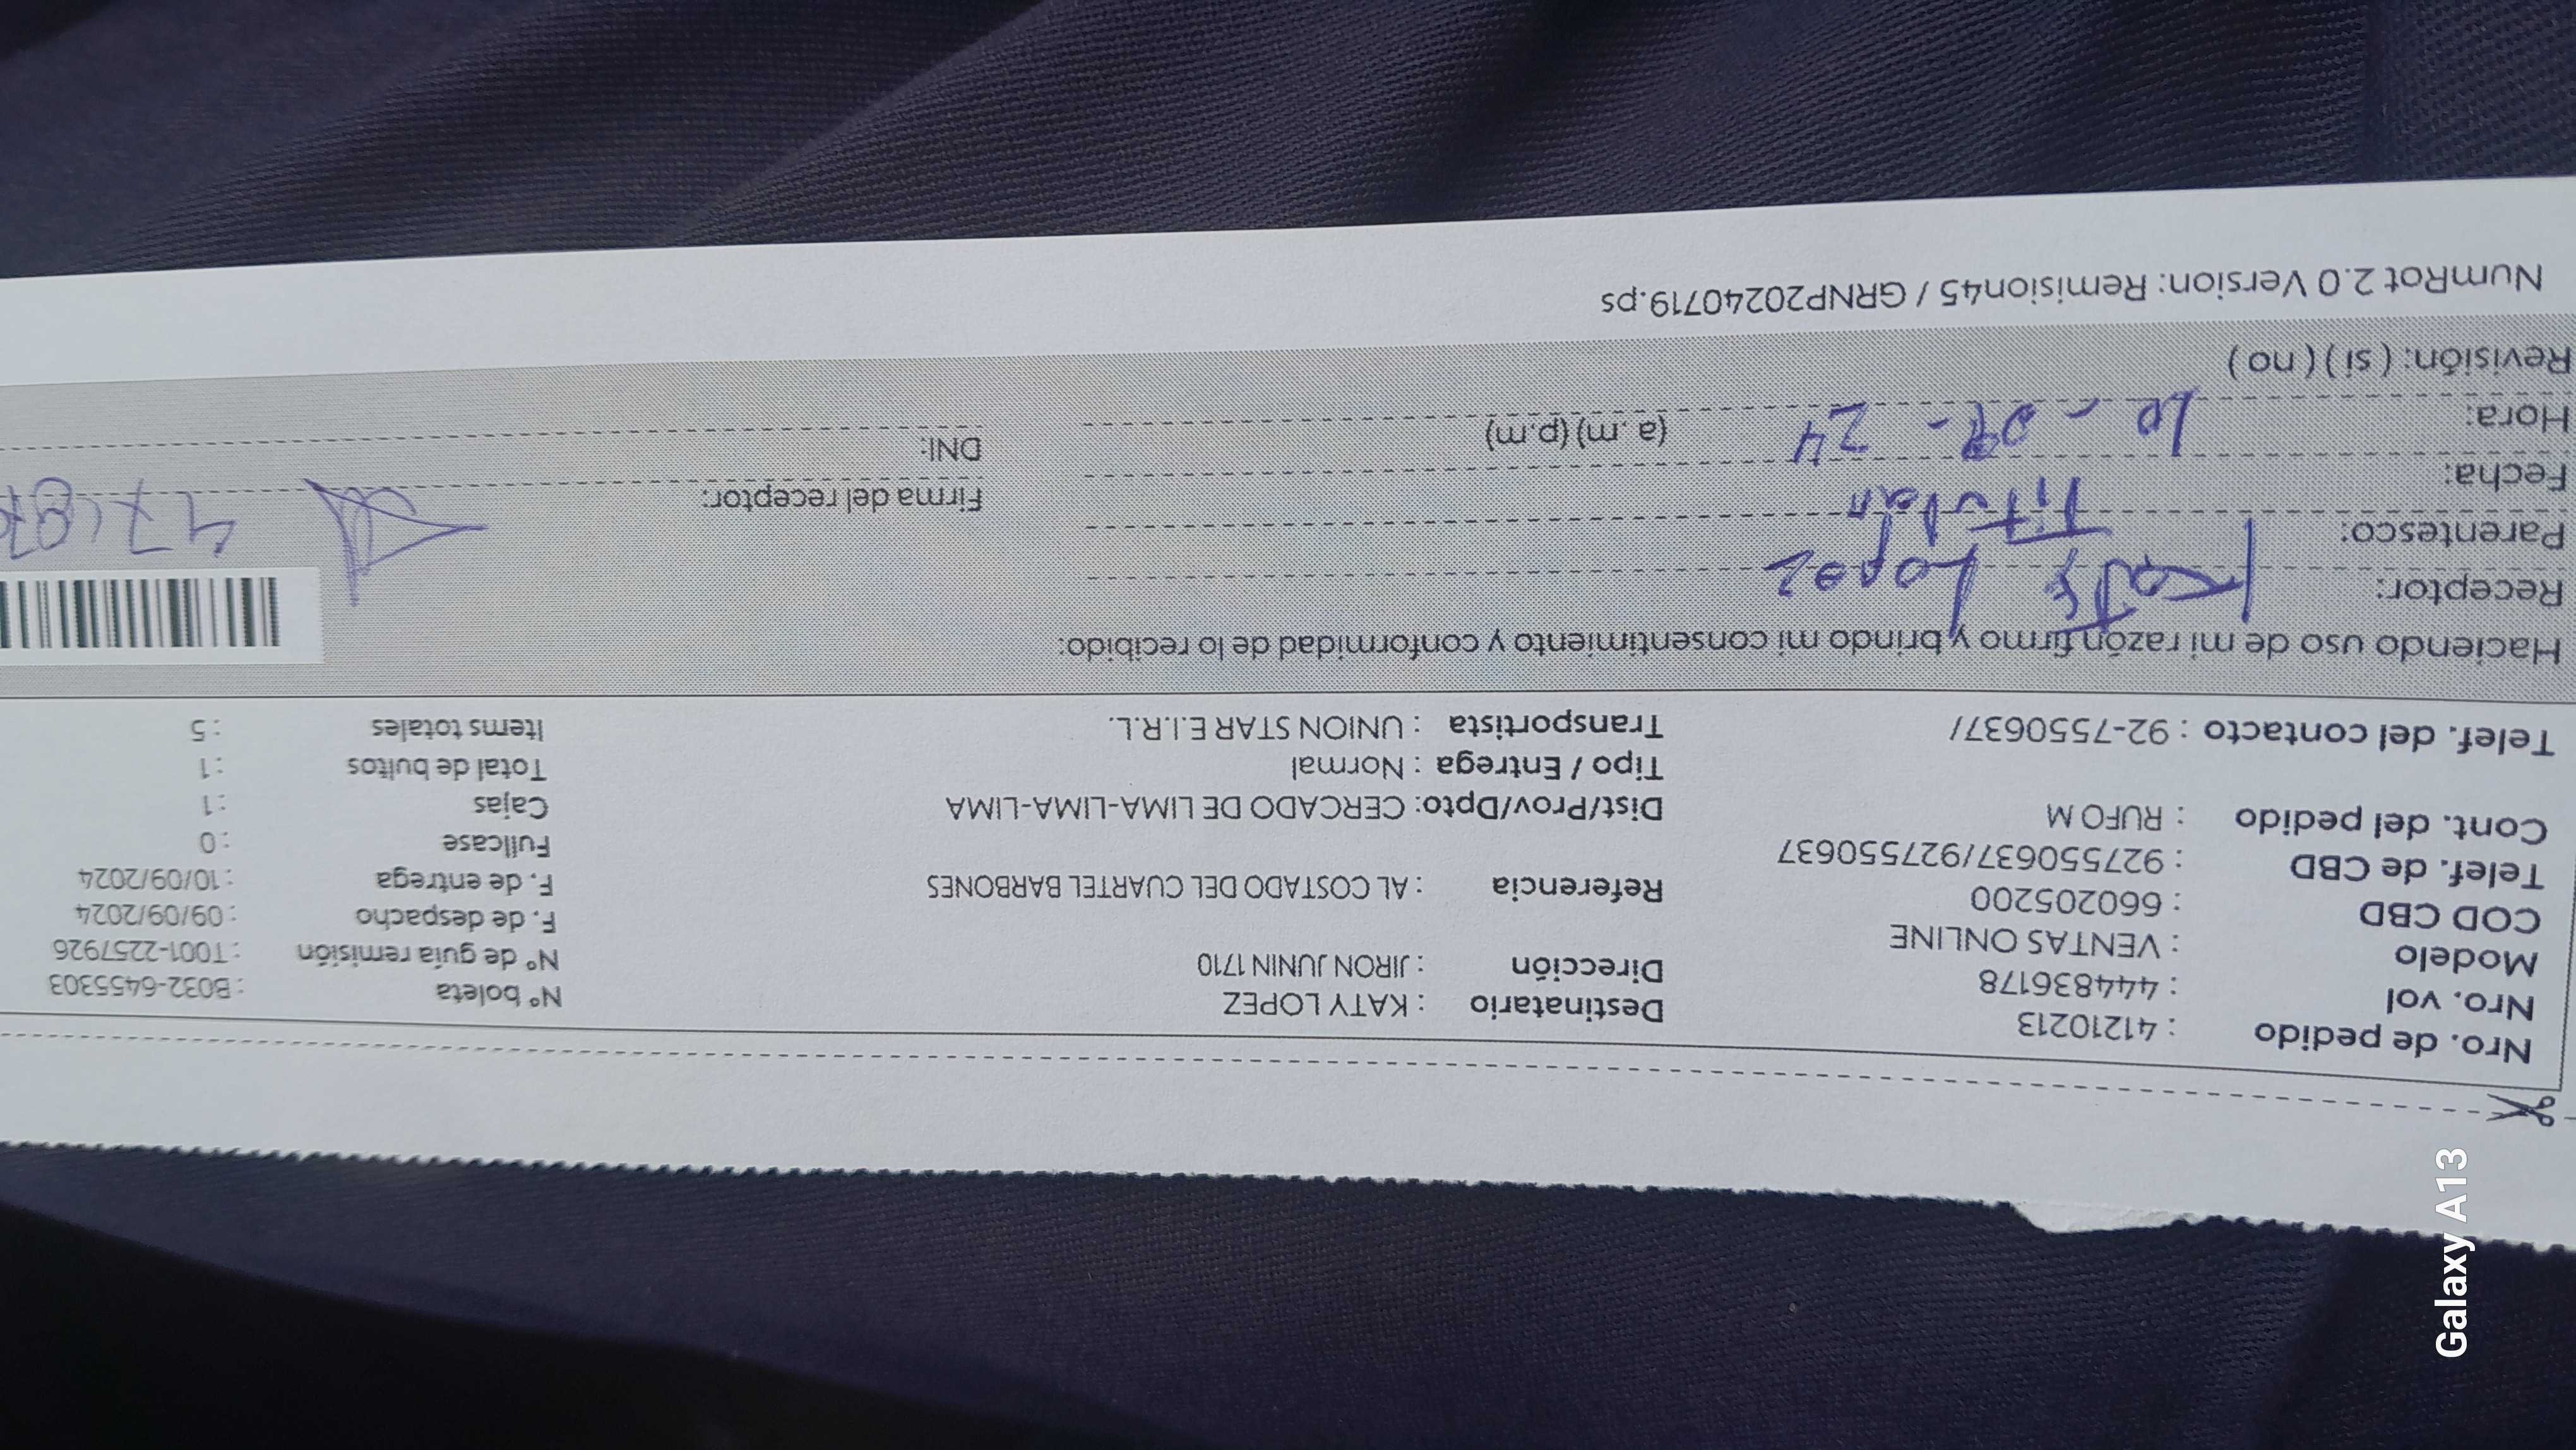 Nro. de pedido : 41210213
Nro. vol : 444836178
Modelo : VENTAS ONLINE
COD CBD : 660205200
Telef. de CBD : 927550637/927550637
Cont. del pedido : RUFO M
Telef. del contacto : 92-7550637/
Destinatario : KATY LOPEZ
Dirección : JIRON JUNIN 1710
Referencia : AL COSTADO DEL CUARTEL BARBONES
Dist/Prov/Dpto: CERCADO DE LIMA-LIMA-LIMA
Tipo / Entrega : Normal
Transportista : UNION STAR E.I.R.L.
N° boleta : B032-6455303
N° de guía remisión : T001-2257926
F. de despacho : 09/09/2024
F. de entrega : 10/09/2024
Fullcase : 0
Cajas : 1
Total de bultos : 1
Items totales : 5
Haciendo uso de mi razón firmo y brindo mi consentimiento y conformidad de lo recibido:
Receptor: Katy Lopez
Parentesco: Titular
Fecha:
Hora: 10 - 09 - 24 (a .m) (p.m)
Revisión: ( si ) ( no )
Firma del receptor:
DNI:
NumRot 2.0 Version: Remision45 / GRNP20240719.ps
Galaxy A13